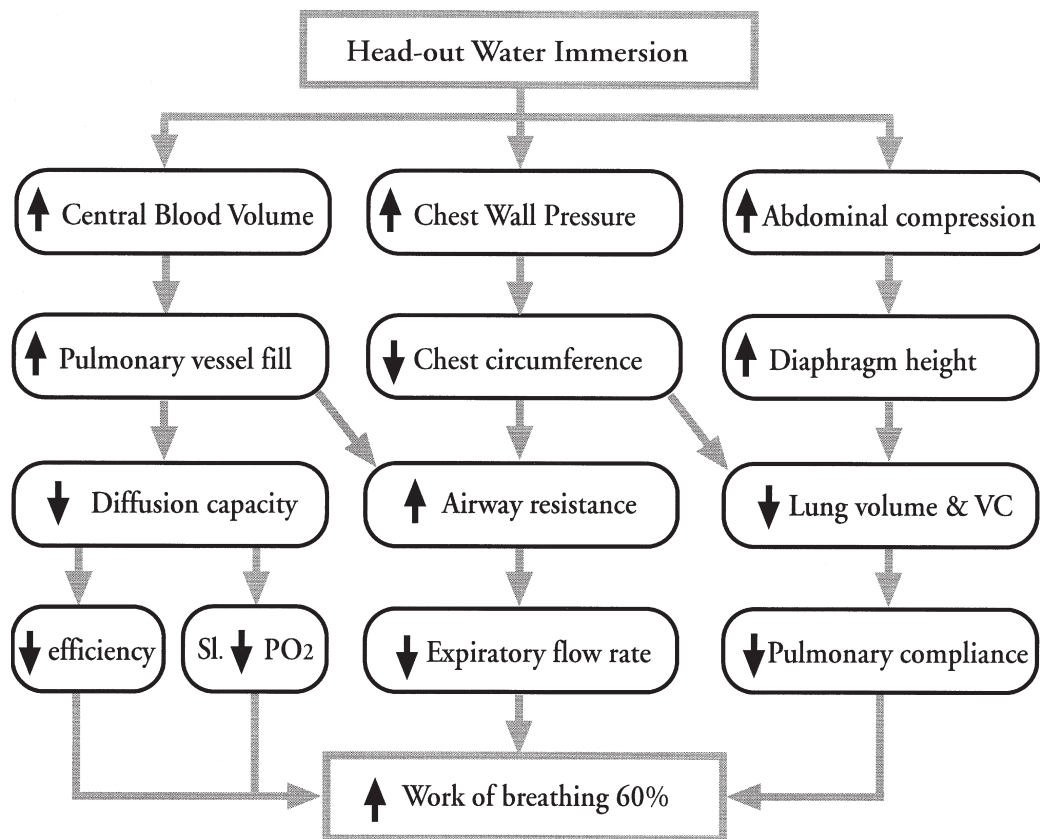 Head-out Water Immersion
↑ Central Blood Volume
↑ Chest Wall Pressure
↑ Abdominal compression
↑ Pulmonary vessel fill
↓ Chest circumference
↑ Diaphragm height
↓ Diffusion capacity
↑ Airway resistance
↓ Lung volume & VC
↓ efficiency
Sl. ↓ PO2
↓ Expiratory flow rate
↓ Pulmonary compliance
↑ Work of breathing 60%